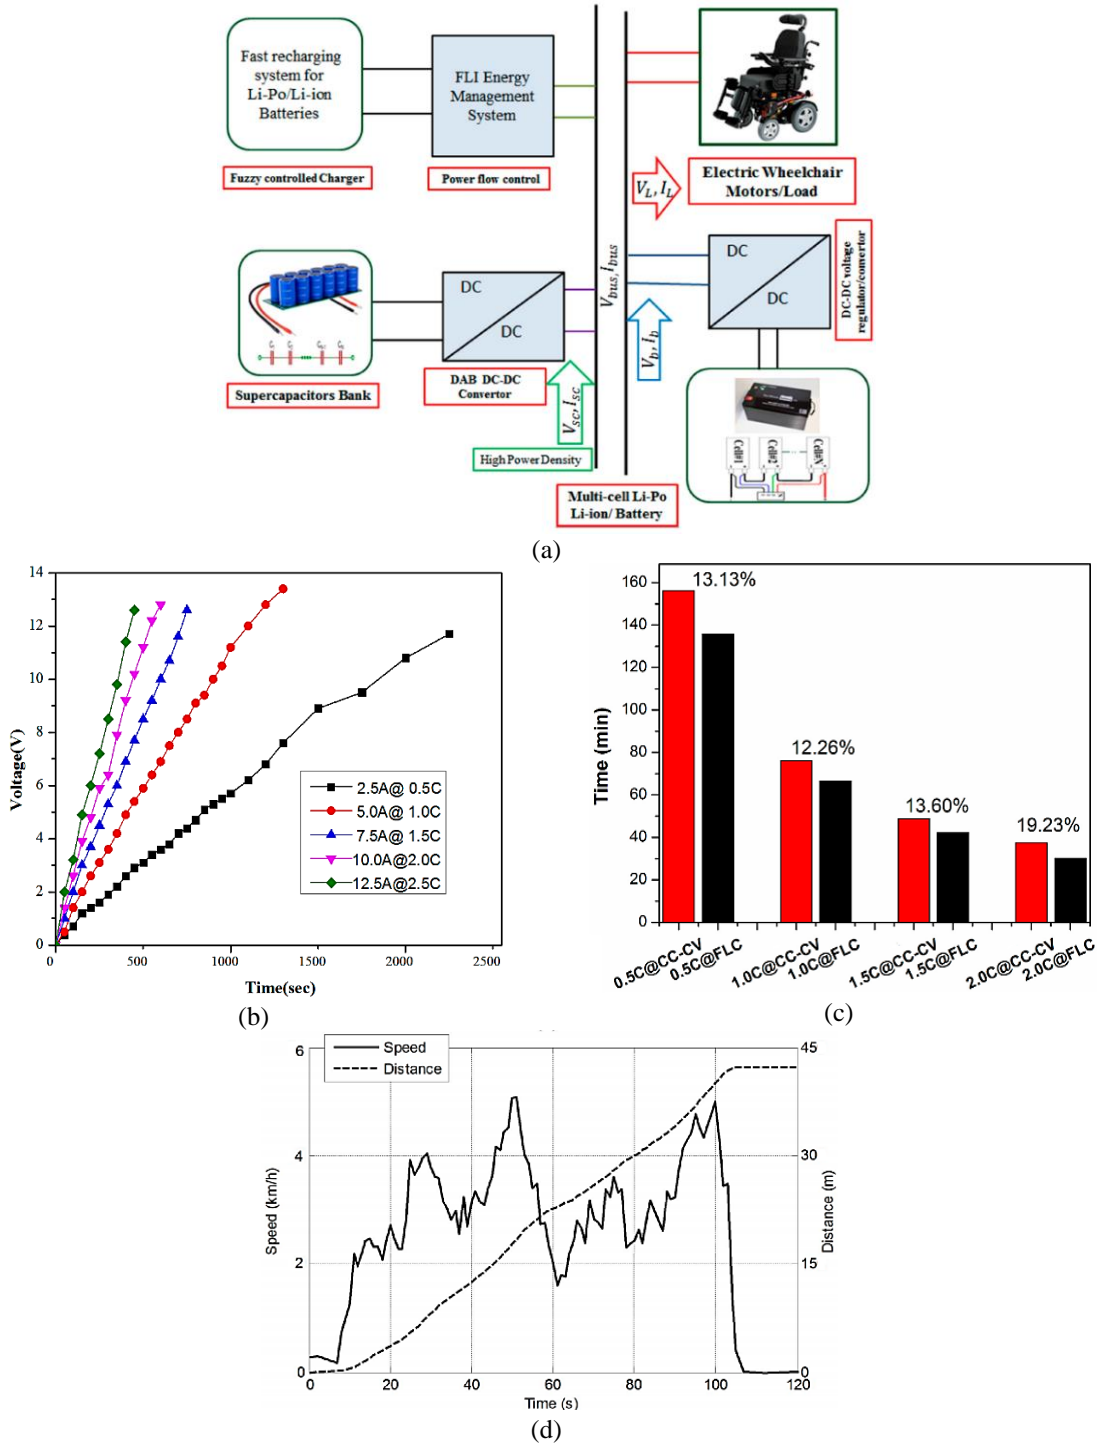 Fast recharging
system for
Li-Po/Li-ion
Batteries
Fuzzy controlled Charger
FLI Energy
Management
System
Power flow control
V_L, I_L
Electric Wheelchair
Motors/Load
V_bus, I_bus
DC
DC
DC-DC voltage
regulator/convertor
V_b, I_b
Supercapacitors Bank
DC
DC
DAB DC-DC
Convertor
V_sc, I_sc
High Power Density
Cell#1
Cell#2
Cell#X
Multi-cell Li-Po
Li-ion/ Battery
(a)
14
12
10
8
6
4
2
0
Voltage(V)
2.5A@ 0.5C
5.0A@ 1.0C
7.5A@ 1.5C
10.0A@2.0C
12.5A@2.5C
0
500
1000
1500
2000
2500
Time(sec)
(b)
160
140
120
100
80
60
40
20
0
Time (min)
13.13%
12.26%
13.60%
19.23%
0.5C@CC-CV
0.5C@FLC
1.0C@CC-CV
1.0C@FLC
1.5C@CC-CV
1.5C@FLC
2.0C@CC-CV
2.0C@FLC
(c)
Speed
Distance
6
4
2
0
Speed (km/h)
45
30
15
0
Distance (m)
0
20
40
60
80
100
120
Time (s)
(d)